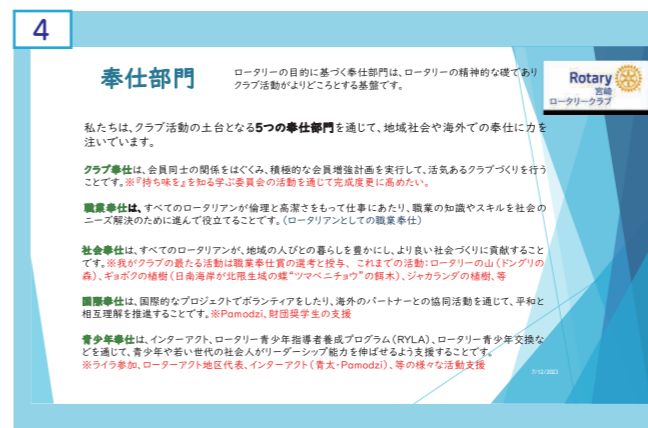 4
奉仕部門
ロータリーの目的に基づく奉仕部門は、ロータリーの精神的な礎であり
クラブ活動がよりどころとする基盤です。
Rotary
宮崎
ロータリークラブ
私たちは、クラブ活動の土台となる5つの奉仕部門を通じて、地域社会や海外での奉仕に力を
注いでいます。
クラブ奉仕は、会員同士の関係をはぐくみ、積極的な会員増強計画を実行して、活気あるクラブづくりを行う
ことです。※『持ち味を』を知る学ぶ委員会の活動を通じて完成度更に高めたい。
職業奉仕は、すべてのロータリアンが倫理と高潔さをもって仕事にあたり、職業の知識やスキルを社会の
ニーズ解決のために進んで役立てることです。（ロータリアンとしての職業奉仕）
社会奉仕は、すべてのロータリアンが、地域の人びとの暮らしを豊かにし、より良い社会づくりに貢献すること
です。※我がクラブの最たる活動は職業奉仕賞の選考と授与、これまでの活動:ロータリーの山（ドングリの
森）、ギョボクの植樹（日南海岸が北限生域の蝶“ツマベニチョウ”の餌木）、ジャカランダの植樹、等
国際奉仕は、国際的なプロジェクトでボランティアをしたり、海外のパートナーとの協同活動を通じて、平和と
相互理解を推進することです。※Pamodzi、財団奨学生の支援
青少年奉仕は、インターアクト、ロータリー青少年指導者養成プログラム（RYLA）、ロータリー青少年交換な
どを通じて、青少年や若い世代の社会人がリーダーシップ能力を伸ばせるよう支援することです。
※ライラ参加、ローターアクト地区代表、インターアクト（青太・Pamodzi）、等の様々な活動支援
7/12/2023